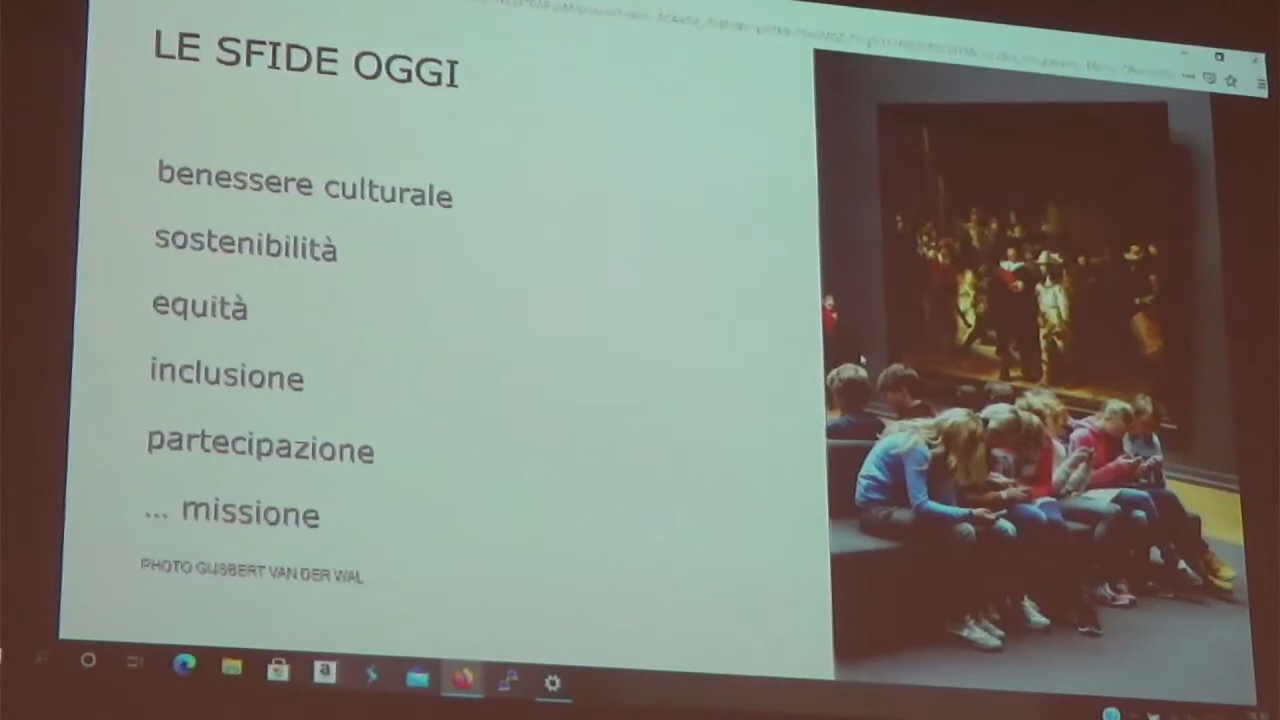 LE SFIDE OGGI
benessere culturale
sostenibilità
equità
inclusione
partecipazione
... missione
PHOTO GIJSBERT VAN DER WAL
a